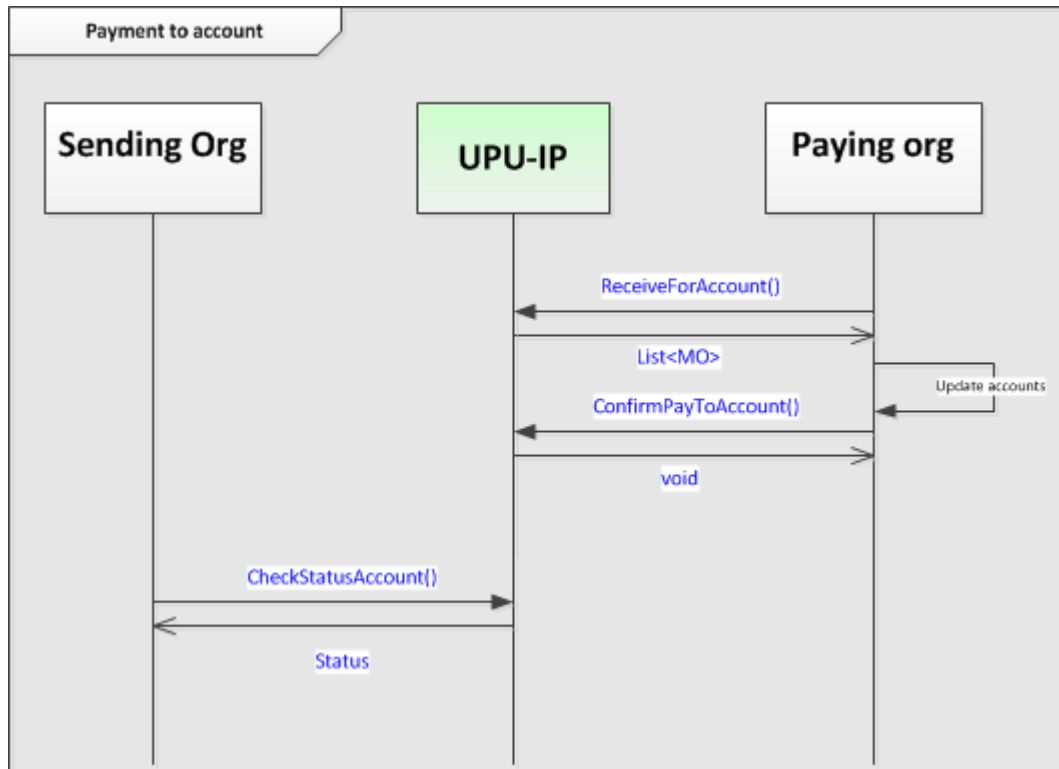 Payment to account
Sending Org
UPU-IP
Paying org
ReceiveForAccount()
List<MO>
Update accounts
ConfirmPayToAccount()
void
CheckStatusAccount()
Status